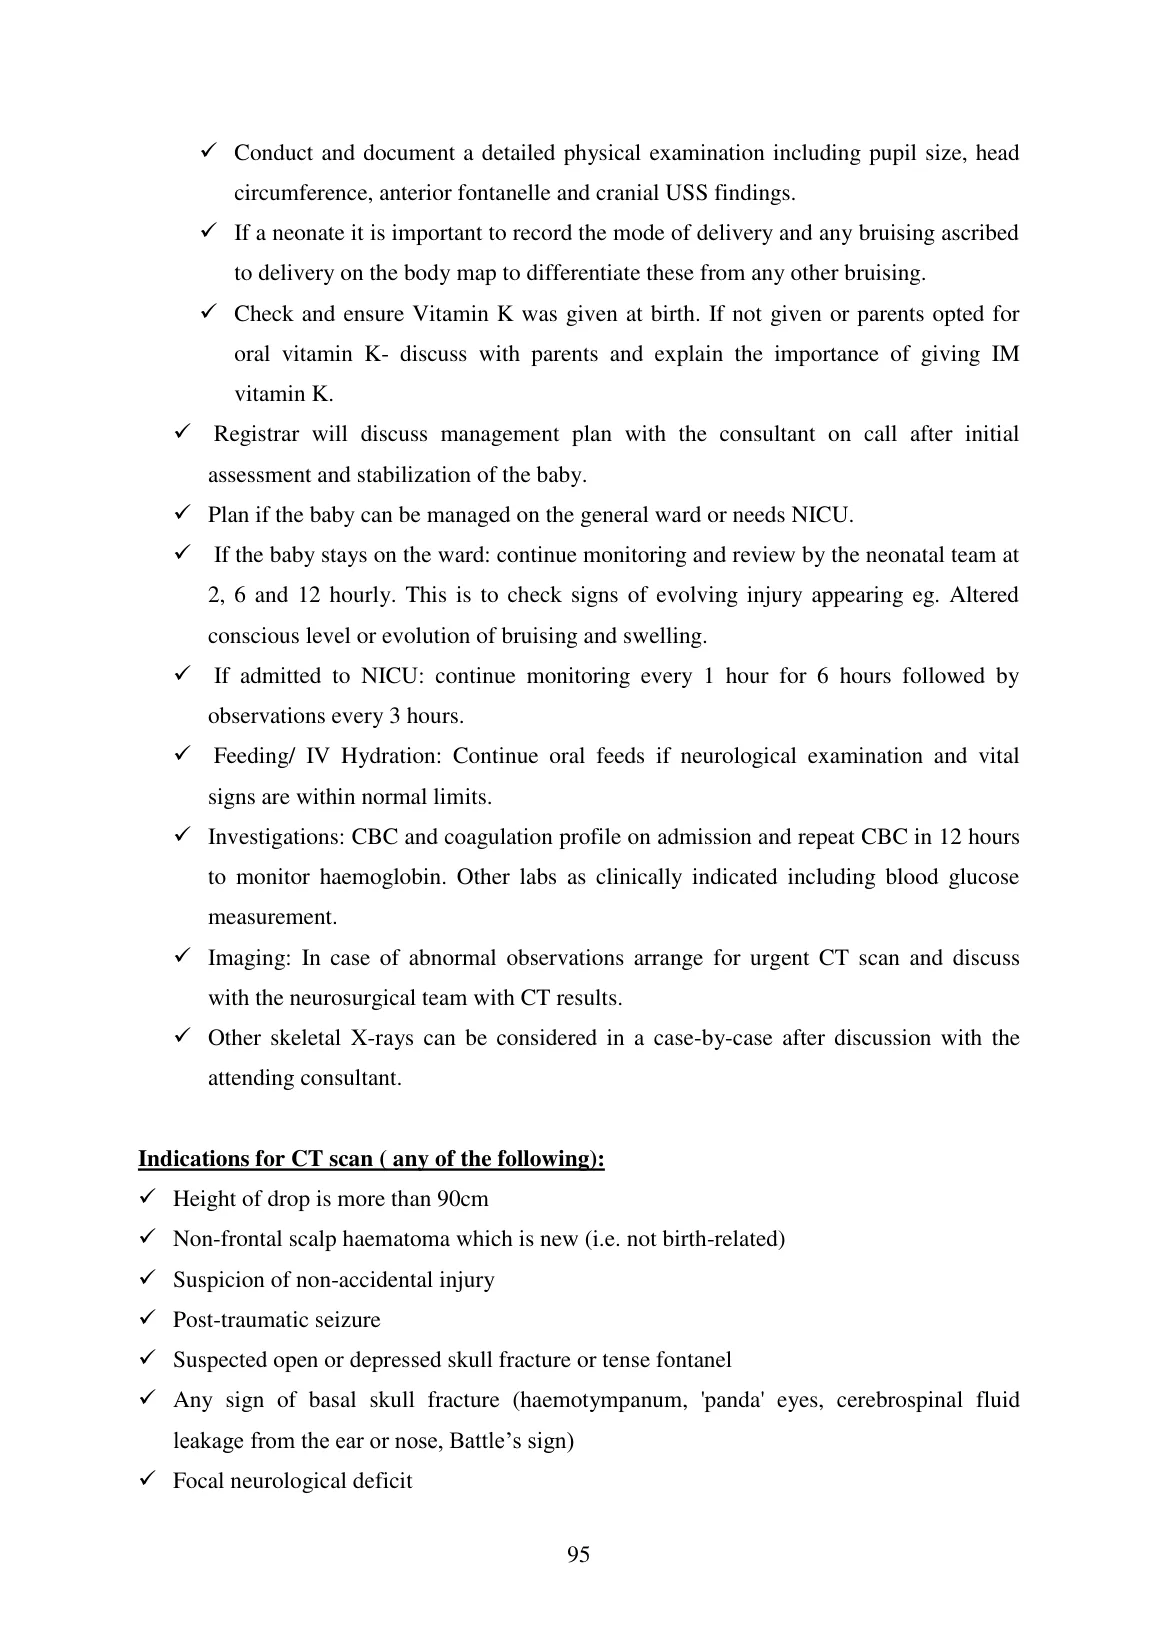 ✓ Conduct and document a detailed physical examination including pupil size, head
circumference, anterior fontanelle and cranial USS findings.
✓ If a neonate it is important to record the mode of delivery and any bruising ascribed
to delivery on the body map to differentiate these from any other bruising.
✓ Check and ensure Vitamin K was given at birth. If not given or parents opted for
oral vitamin K- discuss with parents and explain the importance of giving IM
vitamin K.
✓ Registrar will discuss management plan with the consultant on call after initial
assessment and stabilization of the baby.
✓ Plan if the baby can be managed on the general ward or needs NICU.
✓ If the baby stays on the ward: continue monitoring and review by the neonatal team at
2, 6 and 12 hourly. This is to check signs of evolving injury appearing eg. Altered
conscious level or evolution of bruising and swelling.
✓ If admitted to NICU: continue monitoring every 1 hour for 6 hours followed by
observations every 3 hours.
✓ Feeding/ IV Hydration: Continue oral feeds if neurological examination and vital
signs are within normal limits.
✓ Investigations: CBC and coagulation profile on admission and repeat CBC in 12 hours
to monitor haemoglobin. Other labs as clinically indicated including blood glucose
measurement.
✓ Imaging: In case of abnormal observations arrange for urgent CT scan and discuss
with the neurosurgical team with CT results.
✓ Other skeletal X-rays can be considered in a case-by-case after discussion with the
attending consultant.
Indications for CT scan ( any of the following):
✓ Height of drop is more than 90cm
✓ Non-frontal scalp haematoma which is new (i.e. not birth-related)
✓ Suspicion of non-accidental injury
✓ Post-traumatic seizure
✓ Suspected open or depressed skull fracture or tense fontanel
✓ Any sign of basal skull fracture (haemotympanum, 'panda' eyes, cerebrospinal fluid
leakage from the ear or nose, Battle’s sign)
✓ Focal neurological deficit
95